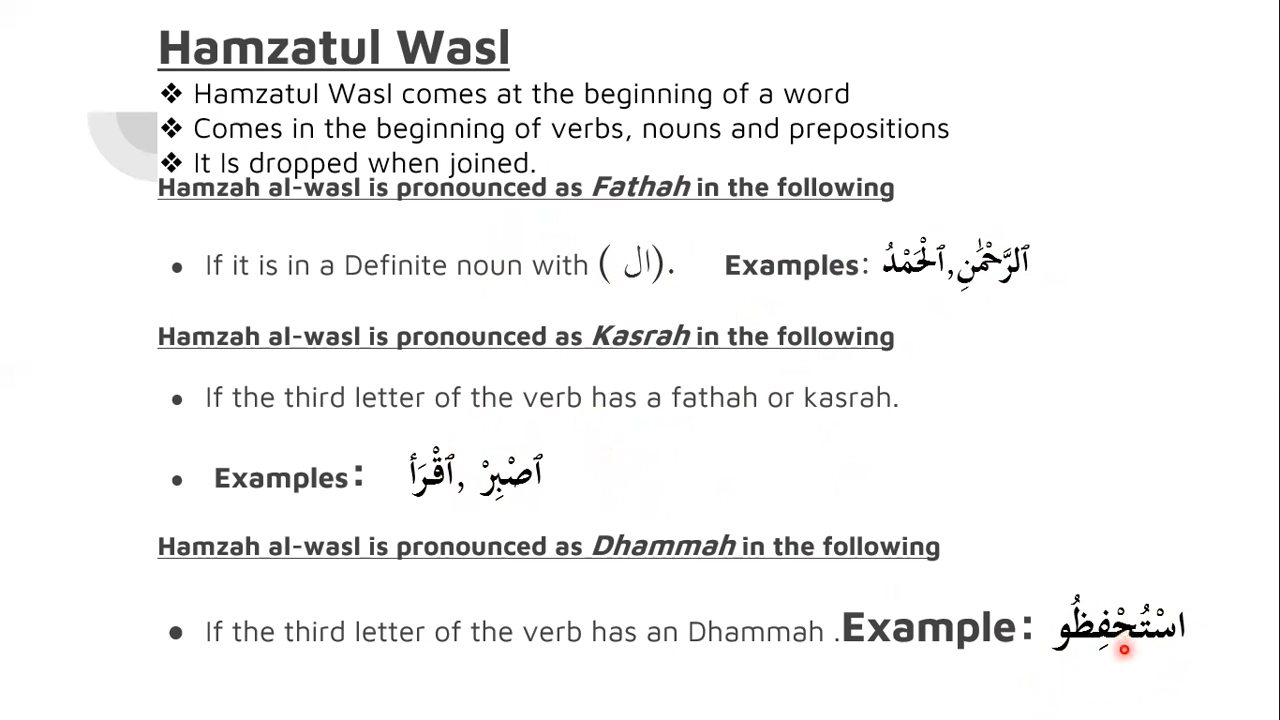 Hamzatul Wasl
❖ Hamzatul Wasl comes at the beginning of a word
❖ Comes in the beginning of verbs, nouns and prepositions
❖ It Is dropped when joined.
Hamzah al-wasl is pronounced as Fathah in the following
● If it is in a Definite noun with ( ال). Examples: ٱلرَّحْمَٰنِ,ٱلْحَمْدُ
Hamzah al-wasl is pronounced as Kasrah in the following
● If the third letter of the verb has a fathah or kasrah.
● Examples: ٱصْبِرْ ,ٱقْرَأْ
Hamzah al-wasl is pronounced as Dhammah in the following
● If the third letter of the verb has an Dhammah .Example: اسْتُحْفِظُو